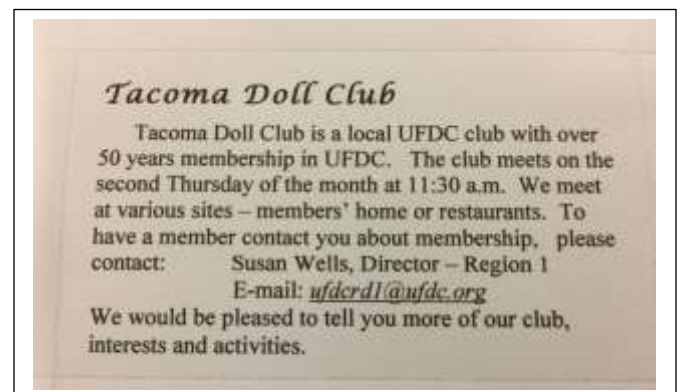 Tacoma Doll Club
Tacoma Doll Club is a local UFDC club with over
50 years membership in UFDC. The club meets on the
second Thursday of the month at 11:30 a.m. We meet
at various sites – members' home or restaurants. To
have a member contact you about membership, please
contact: Susan Wells, Director – Region 1
E-mail: ufdcrd1@ufdc.org
We would be pleased to tell you more of our club,
interests and activities.